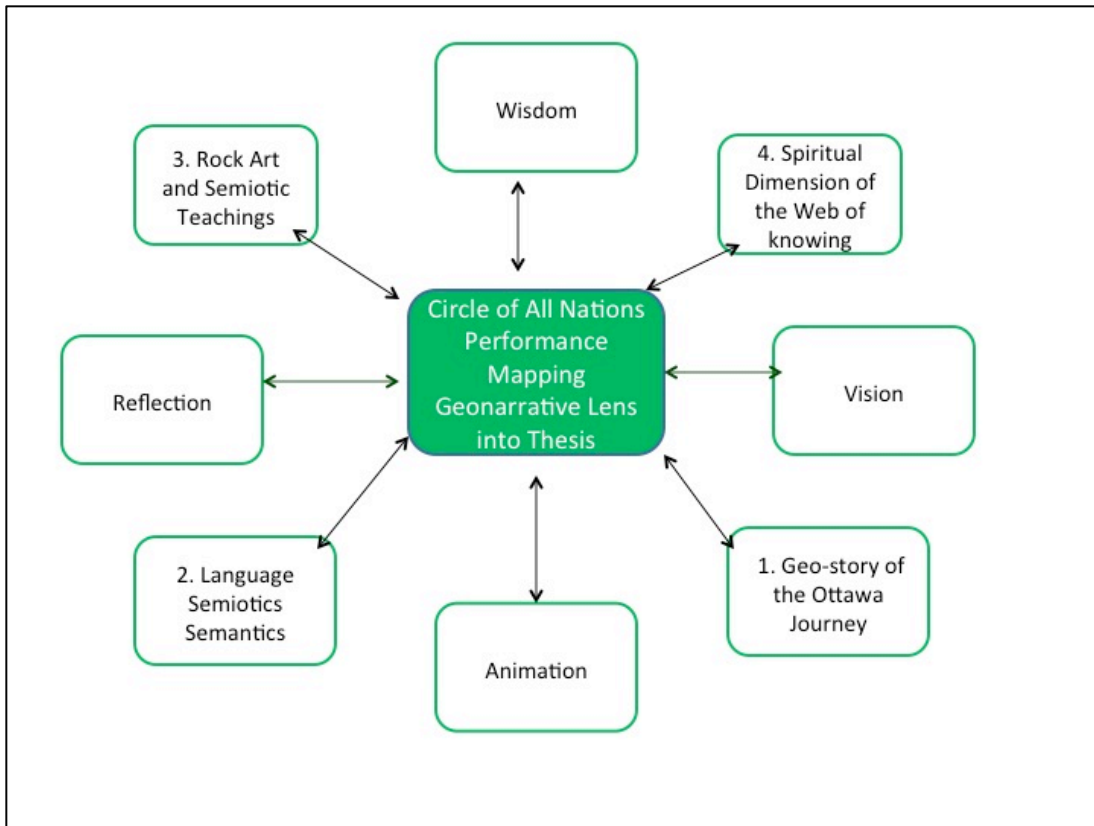 Wisdom
3. Rock Art
and Semiotic
Teachings
4. Spiritual
Dimension of
the Web of
knowing
Circle of All Nations
Performance
Mapping
Geonarrative Lens
into Thesis
Reflection
Vision
2. Language
Semiotics
Semantics
1. Geo-story of
the Ottawa
Journey
Animation